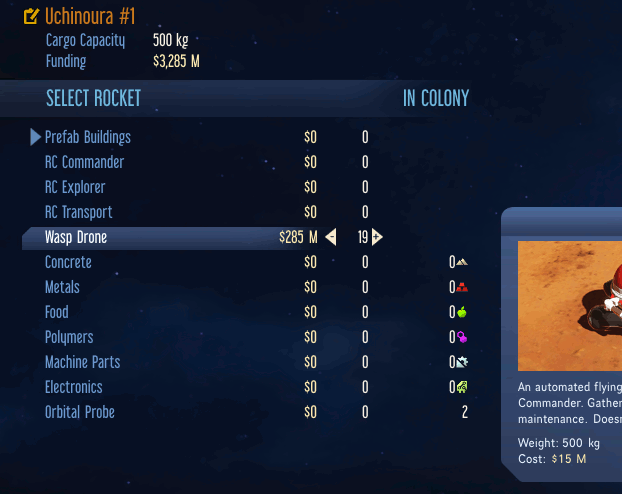 Uchinoura #1
Cargo Capacity 500 kg
Funding $3,285 M
SELECT ROCKET IN COLONY
Prefab Buildings $0 0
RC Commander $0 0
RC Explorer $0 0
RC Transport $0 0
Wasp Drone $285 M 19
Concrete $0 0 0
Metals $0 0 0
Food $0 0 0
Polymers $0 0 0
Machine Parts $0 0 0
Electronics $0 0 0
Orbital Probe $0 0 2
An automated flying
Commander. Gather
maintenance. Does
Weight: 500 kg
Cost: $15 M